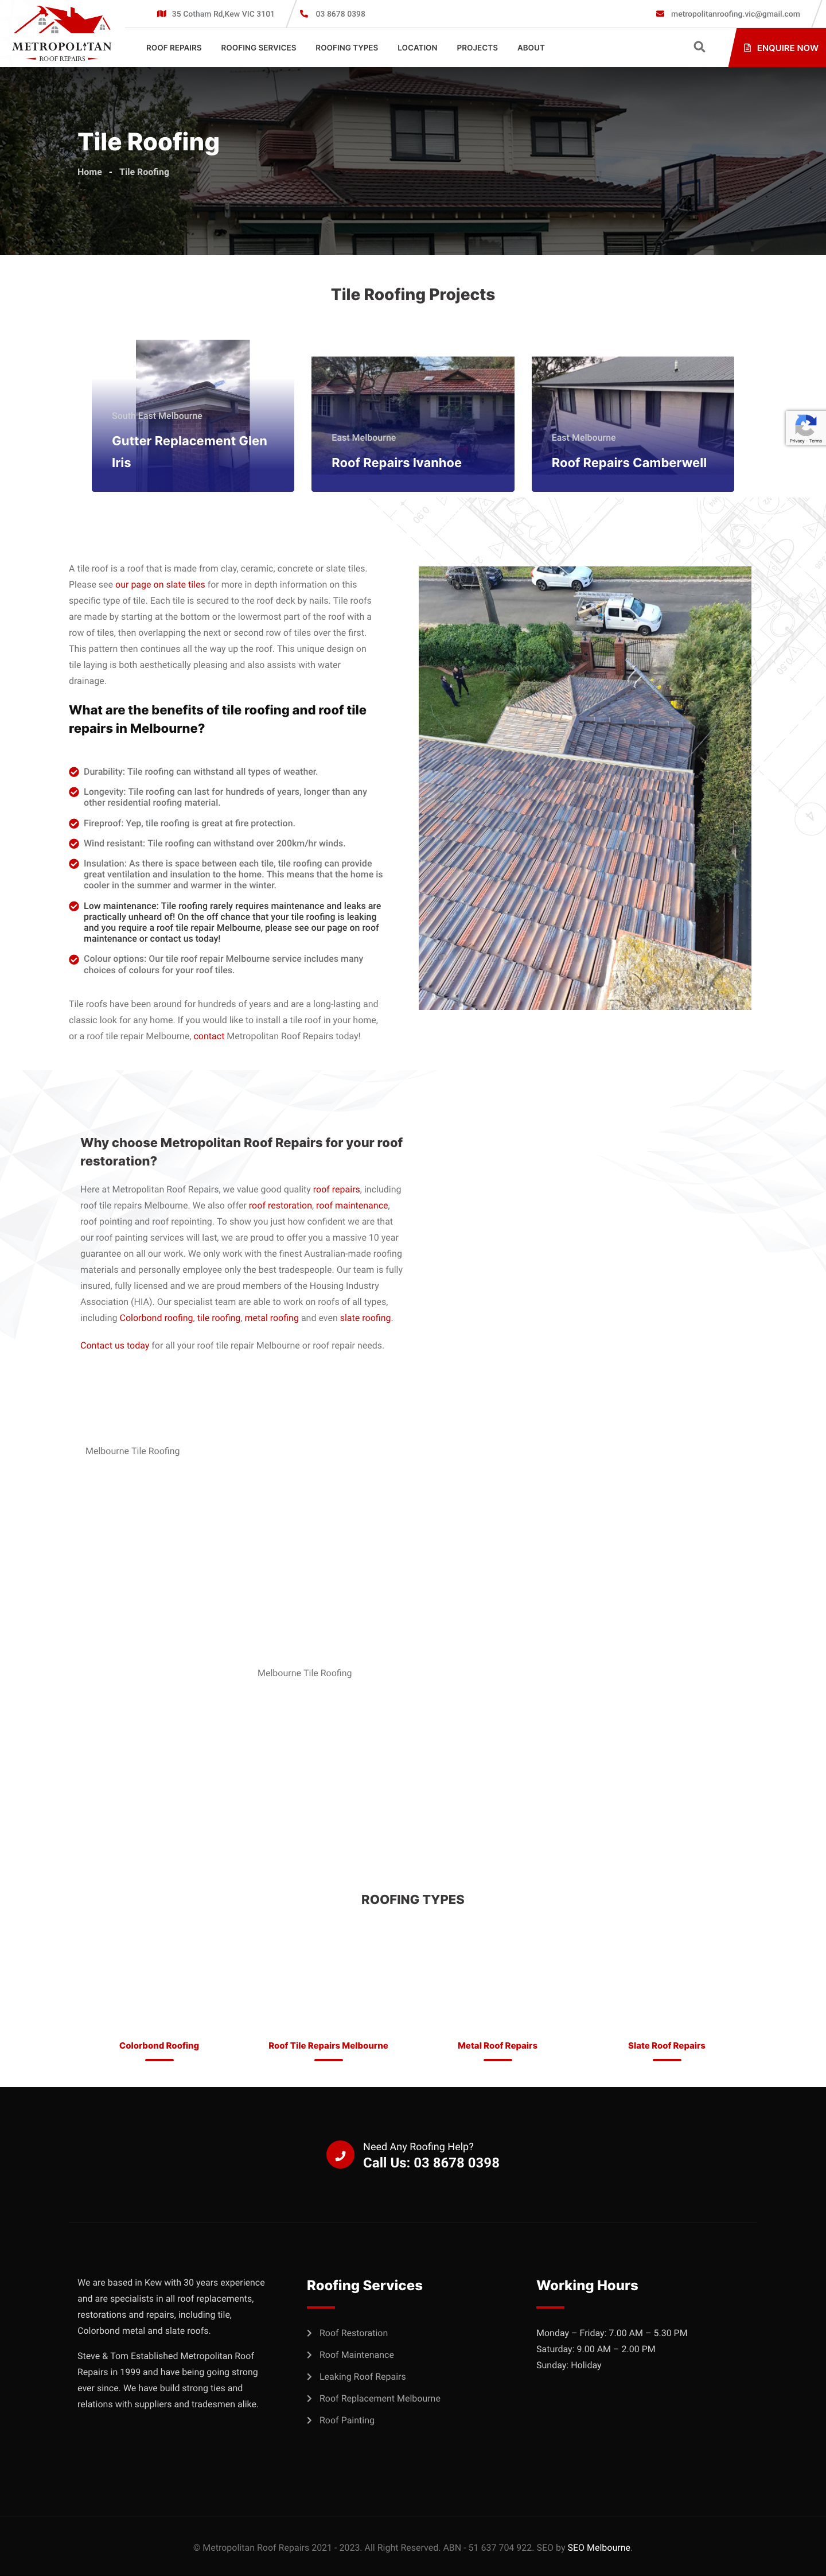 35 Cotham Rd,Kew VIC 3101
03 8678 0398
metropolitanroofing.vic@gmail.com
METROPOLITAN
ROOF REPAIRS
ROOF REPAIRS
ROOFING SERVICES
ROOFING TYPES
LOCATION
PROJECTS
ABOUT
ENQUIRE NOW
Tile Roofing
Home - Tile Roofing
Tile Roofing Projects
South East Melbourne
Gutter Replacement Glen
Iris
East Melbourne
Roof Repairs Ivanhoe
East Melbourne
Roof Repairs Camberwell
Privacy - Terms
A tile roof is a roof that is made from clay, ceramic, concrete or slate tiles.
Please see our page on slate tiles for more in depth information on this
specific type of tile. Each tile is secured to the roof deck by nails. Tile roofs
are made by starting at the bottom or the lowermost part of the roof with a
row of tiles, then overlapping the next or second row of tiles over the first.
This pattern then continues all the way up the roof. This unique design on
tile laying is both aesthetically pleasing and also assists with water
drainage.
What are the benefits of tile roofing and roof tile
repairs in Melbourne?
Durability: Tile roofing can withstand all types of weather.
Longevity: Tile roofing can last for hundreds of years, longer than any
other residential roofing material.
Fireproof: Yep, tile roofing is great at fire protection.
Wind resistant: Tile roofing can withstand over 200km/hr winds.
Insulation: As there is space between each tile, tile roofing can provide
great ventilation and insulation to the home. This means that the home is
cooler in the summer and warmer in the winter.
Low maintenance: Tile roofing rarely requires maintenance and leaks are
practically unheard of! On the off chance that your tile roofing is leaking
and you require a roof tile repair Melbourne, please see our page on roof
maintenance or contact us today!
Colour options: Our tile roof repair Melbourne service includes many
choices of colours for your roof tiles.
Tile roofs have been around for hundreds of years and are a long-lasting and
classic look for any home. If you would like to install a tile roof in your home,
or a roof tile repair Melbourne, contact Metropolitan Roof Repairs today!
Why choose Metropolitan Roof Repairs for your roof
restoration?
Here at Metropolitan Roof Repairs, we value good quality roof repairs, including
roof tile repairs Melbourne. We also offer roof restoration, roof maintenance,
roof pointing and roof repointing. To show you just how confident we are that
our roof painting services will last, we are proud to offer you a massive 10 year
guarantee on all our work. We only work with the finest Australian-made roofing
materials and personally employee only the best tradespeople. Our team is fully
insured, fully licensed and we are proud members of the Housing Industry
Association (HIA). Our specialist team are able to work on roofs of all types,
including Colorbond roofing, tile roofing, metal roofing and even slate roofing.
Contact us today for all your roof tile repair Melbourne or roof repair needs.
Melbourne Tile Roofing
Melbourne Tile Roofing
ROOFING TYPES
Colorbond Roofing
Roof Tile Repairs Melbourne
Metal Roof Repairs
Slate Roof Repairs
Need Any Roofing Help?
Call Us: 03 8678 0398
We are based in Kew with 30 years experience
and are specialists in all roof replacements,
restorations and repairs, including tile,
Colorbond metal and slate roofs.
Steve & Tom Established Metropolitan Roof
Repairs in 1999 and have being going strong
ever since. We have build strong ties and
relations with suppliers and tradesmen alike.
Roofing Services
Roof Restoration
Roof Maintenance
Leaking Roof Repairs
Roof Replacement Melbourne
Roof Painting
Working Hours
Monday – Friday: 7.00 AM – 5.30 PM
Saturday: 9.00 AM – 2.00 PM
Sunday: Holiday
© Metropolitan Roof Repairs 2021 - 2023. All Right Reserved. ABN - 51 637 704 922. SEO by SEO Melbourne.